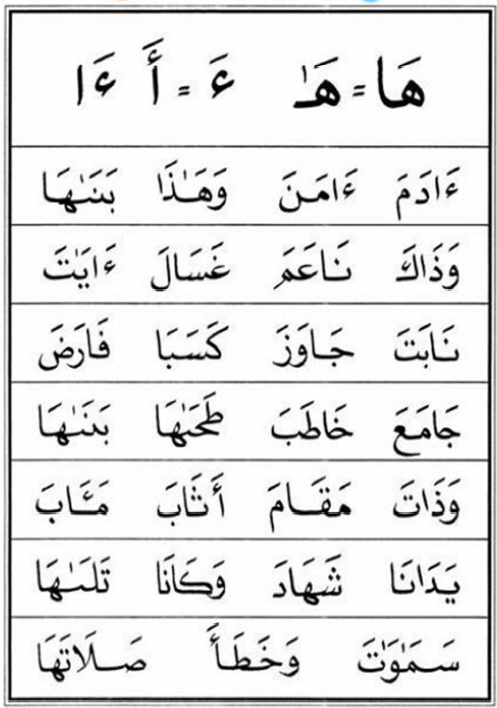 هَا = هَٰـ ءَ = أَ ءَا
ءَادَمَ ءَامَنَ وَهَٰذَا بَنَىٰهَا
وَذَاكَ نَاعَمَ غَسَالَ ءَايَٰتَ
نَابَتَ جَاوَزَ كَسَبَا فَارَضَ
جَامَعَ خَاطَبَ طَحَىٰهَا بَنَىٰهَا
وَذَاتَ مَقَامَ أَثَابَ مَـَٔابَ
يَدَانَا شَهَادَ وَكَانَا تَلَىٰهَا
سَمَٰوَٰتَ وَخَطَأَ صَلَاتَهَا